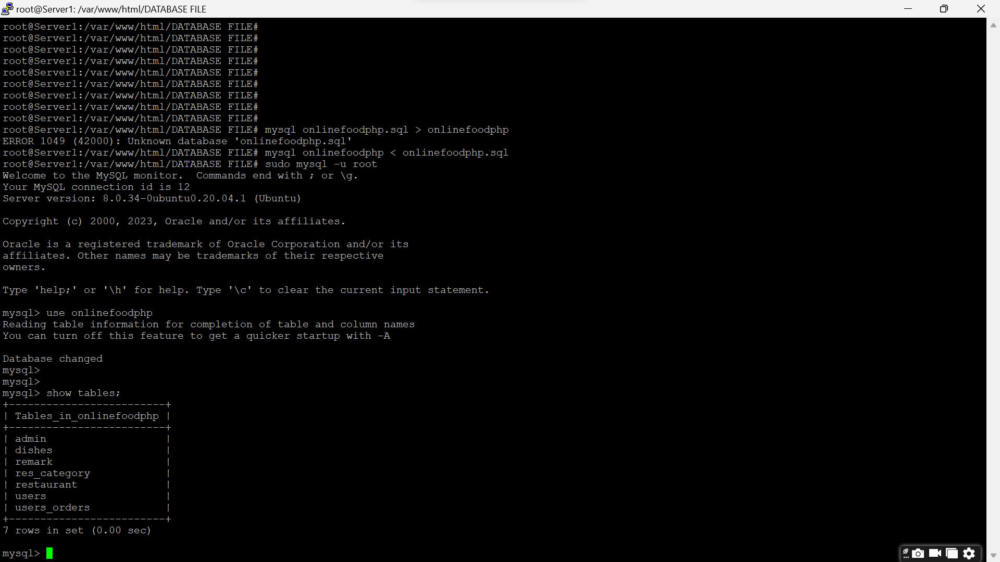 root@Server1: /var/www/html/DATABASE FILE
root@Server1:/var/www/html/DATABASE FILE#
root@Server1:/var/www/html/DATABASE FILE#
root@Server1:/var/www/html/DATABASE FILE#
root@Server1:/var/www/html/DATABASE FILE#
root@Server1:/var/www/html/DATABASE FILE#
root@Server1:/var/www/html/DATABASE FILE#
root@Server1:/var/www/html/DATABASE FILE#
root@Server1:/var/www/html/DATABASE FILE#
root@Server1:/var/www/html/DATABASE FILE#
root@Server1:/var/www/html/DATABASE FILE# mysql onlinefoodphp.sql > onlinefoodphp
ERROR 1049 (42000): Unknown database 'onlinefoodphp.sql'
root@Server1:/var/www/html/DATABASE FILE# mysql onlinefoodphp < onlinefoodphp.sql
root@Server1:/var/www/html/DATABASE FILE# sudo mysql -u root
Welcome to the MySQL monitor.  Commands end with ; or \g.
Your MySQL connection id is 12
Server version: 8.0.34-0ubuntu0.20.04.1 (Ubuntu)

Copyright (c) 2000, 2023, Oracle and/or its affiliates.

Oracle is a registered trademark of Oracle Corporation and/or its
affiliates. Other names may be trademarks of their respective
owners.

Type 'help;' or '\h' for help. Type '\c' to clear the current input statement.

mysql> use onlinefoodphp
Reading table information for completion of table and column names
You can turn off this feature to get a quicker startup with -A

Database changed
mysql>
mysql>
mysql> show tables;
+-------------------------+
| Tables_in_onlinefoodphp |
+-------------------------+
| admin                   |
| dishes                  |
| remark                  |
| res_category            |
| restaurant              |
| users                   |
| users_orders            |
+-------------------------+
7 rows in set (0.00 sec)

mysql>